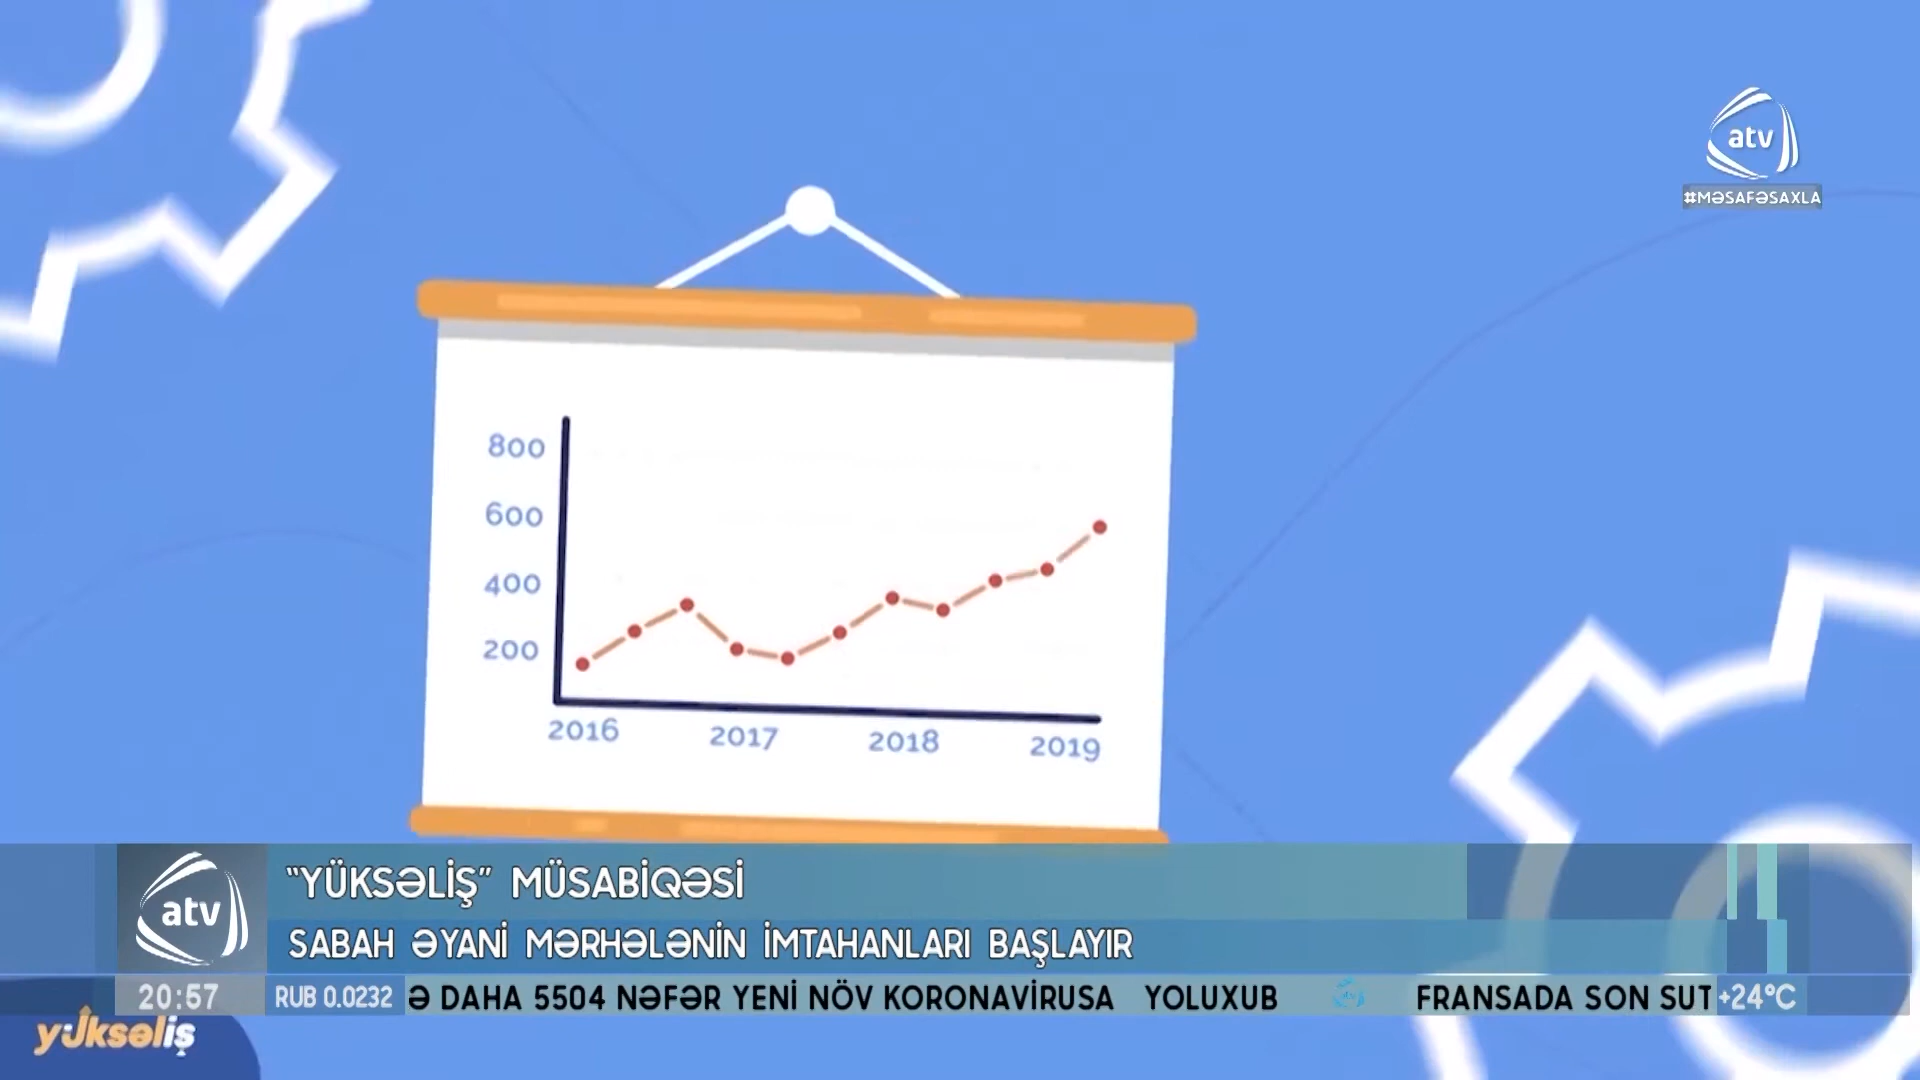 atv
#MƏSAFƏSAXLA
800
600
400
200
2016 2017 2018 2019
atv
“YÜKSƏLİŞ” MÜSABİQƏSİ
SABAH ƏYANİ MƏRHƏLƏNİN İMTAHANLARI BAŞLAYIR
20:57 RUB 0.0232 Ə DAHA 5504 NƏFƏR YENİ NÖV KORONAVİRUSA YOLUXUB atv FRANSADA SON SUT +24°C
yüksəliş